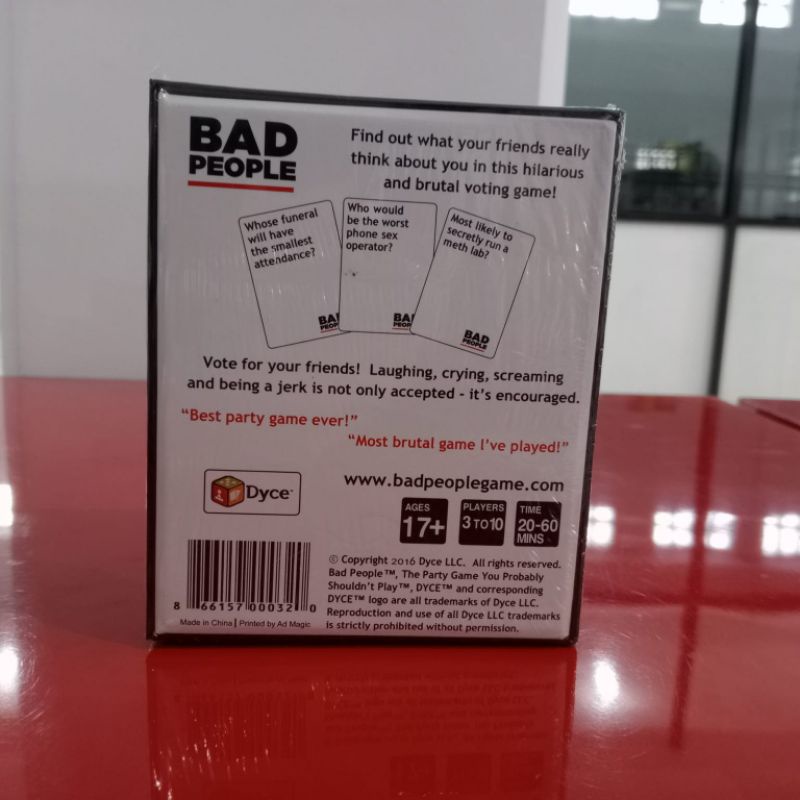 BAD
PEOPLE
Find out what your friends really
think about you in this hilarious
and brutal voting game!
Whose funeral
will have
the smallest
attendance?
BA
PEOP
Who would
be the worst
phone sex
operator?
BA
PEOP
Most likely to
secretly run a
meth lab?
BAD
PEOPLE
Vote for your friends! Laughing, crying, screaming
and being a jerk is not only accepted - it's encouraged.
"Best party game ever!"
"Most brutal game I've played!"
Dyce™
www.badpeoplegame.com
AGES
17+
PLAYERS
3 TO 10
TIME
20-60
MINS
8 66157 00032 0
Made in China | Printed by Ad Magic
© Copyright 2016 Dyce LLC. All rights reserved.
Bad People™, The Party Game You Probably
Shouldn't Play™, DYCE™ and corresponding
DYCE™ logo are all trademarks of Dyce LLC.
Reproduction and use of all Dyce LLC trademarks
is strictly prohibited without permission.